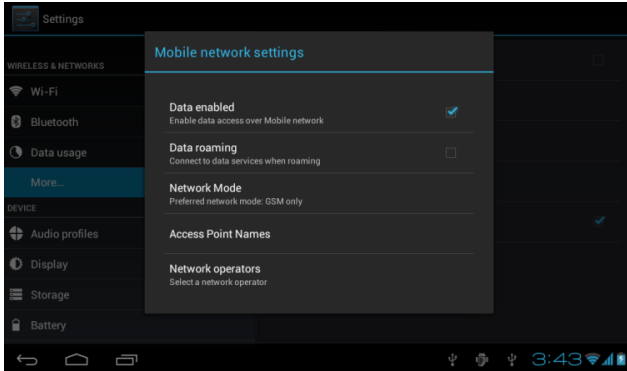 Settings
WIRELESS & NETWORKS
Wi-Fi
Bluetooth
Data usage
More...
DEVICE
Audio profiles
Display
Storage
Battery
Mobile network settings
Data enabled
Enable data access over Mobile network
Data roaming
Connect to data services when roaming
Network Mode
Preferred network mode: GSM only
Access Point Names
Network operators
Select a network operator
3:43